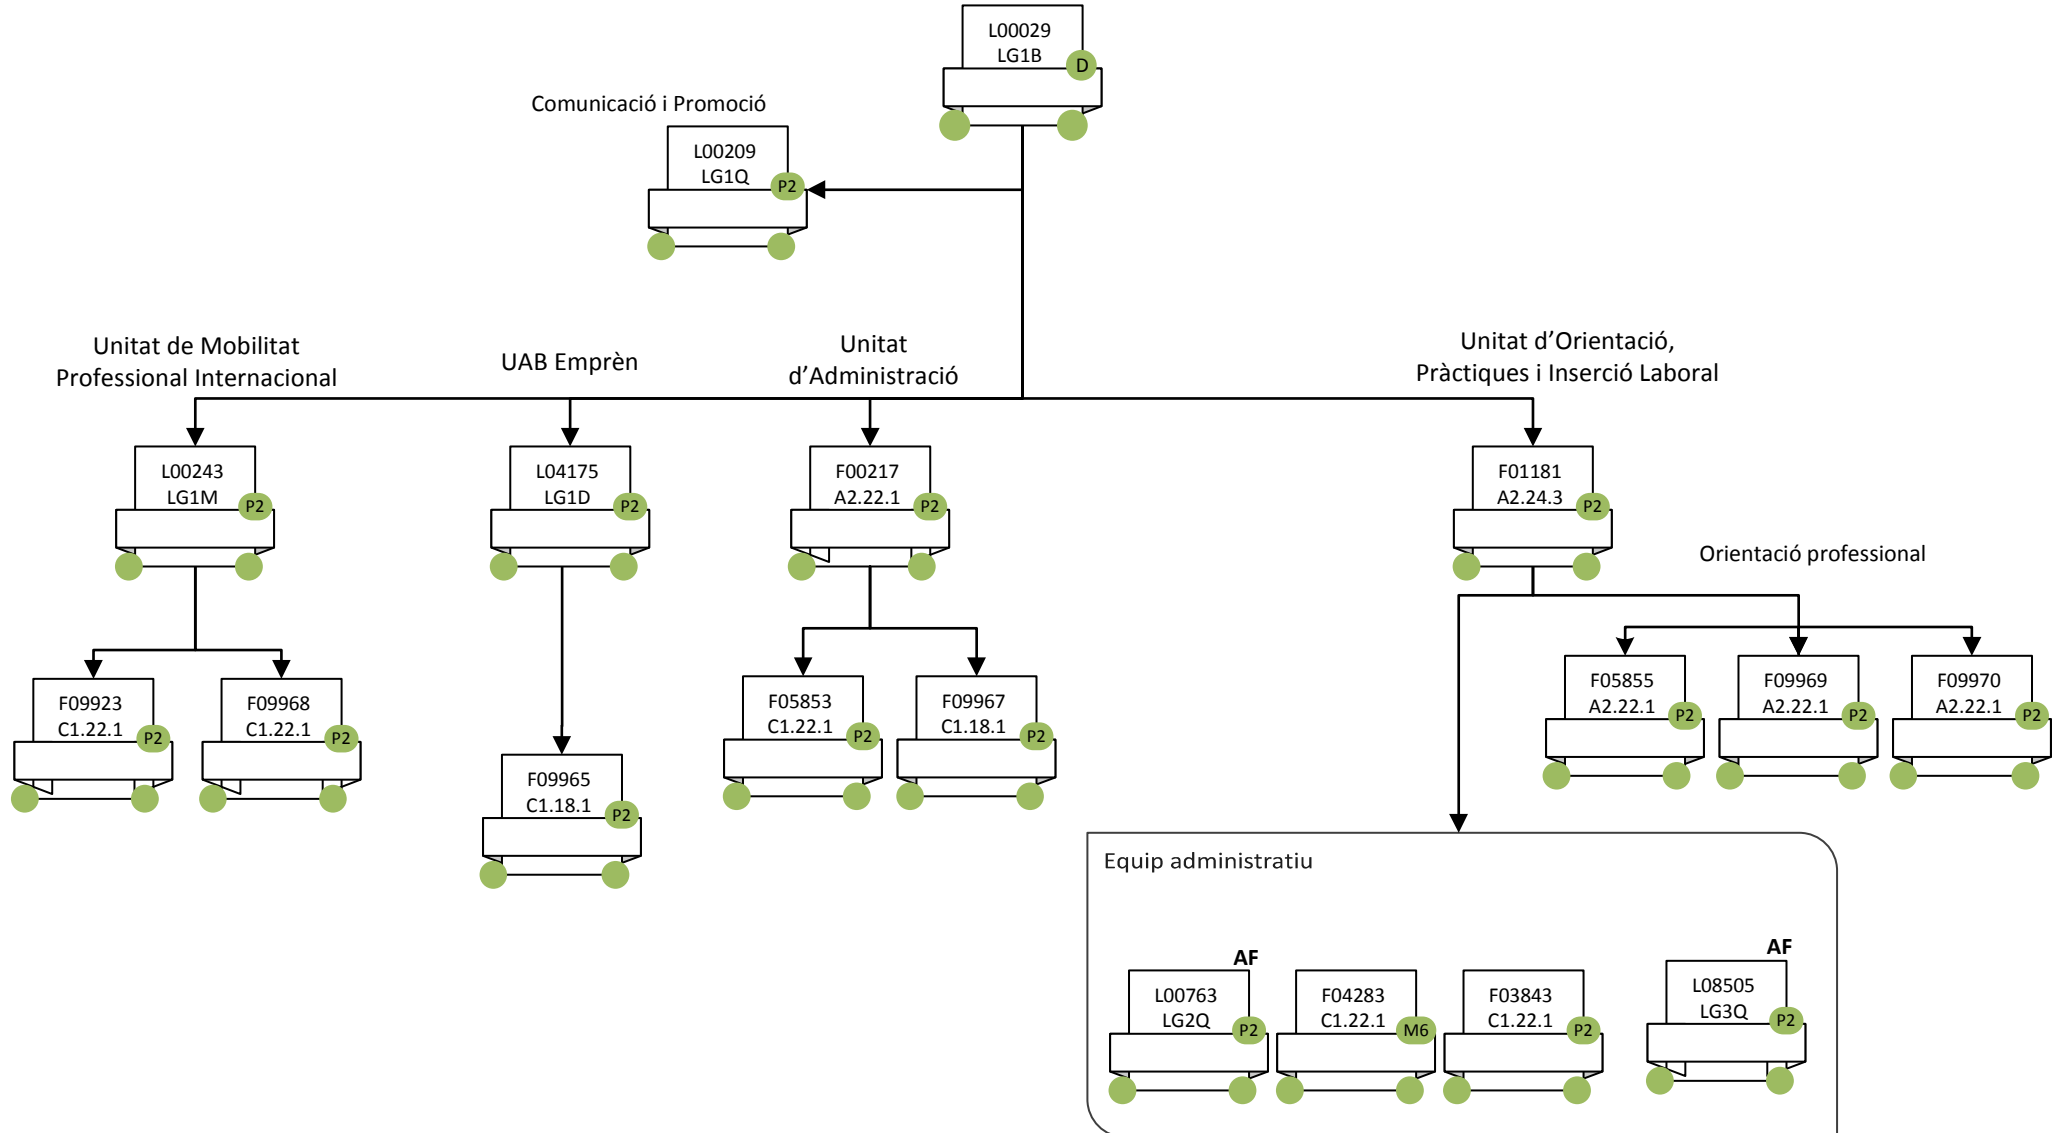 L00029
LG1B
D
Comunicació i Promoció
L00209
LG1Q
P2
Unitat de Mobilitat
Professional Internacional
UAB Emprèn
Unitat
d’Administració
Unitat d’Orientació,
Pràctiques i Inserció Laboral
L00243
LG1M
P2
L04175
LG1D
P2
F00217
A2.22.1
P2
F01181
A2.24.3
P2
Orientació professional
F09923
C1.22.1
P2
F09968
C1.22.1
P2
F09965
C1.18.1
P2
F05853
C1.22.1
P2
F09967
C1.18.1
P2
F05855
A2.22.1
P2
F09969
A2.22.1
P2
F09970
A2.22.1
P2
Equip administratiu
AF
L00763
LG2Q
P2
F04283
C1.22.1
M6
F03843
C1.22.1
P2
AF
L08505
LG3Q
P2